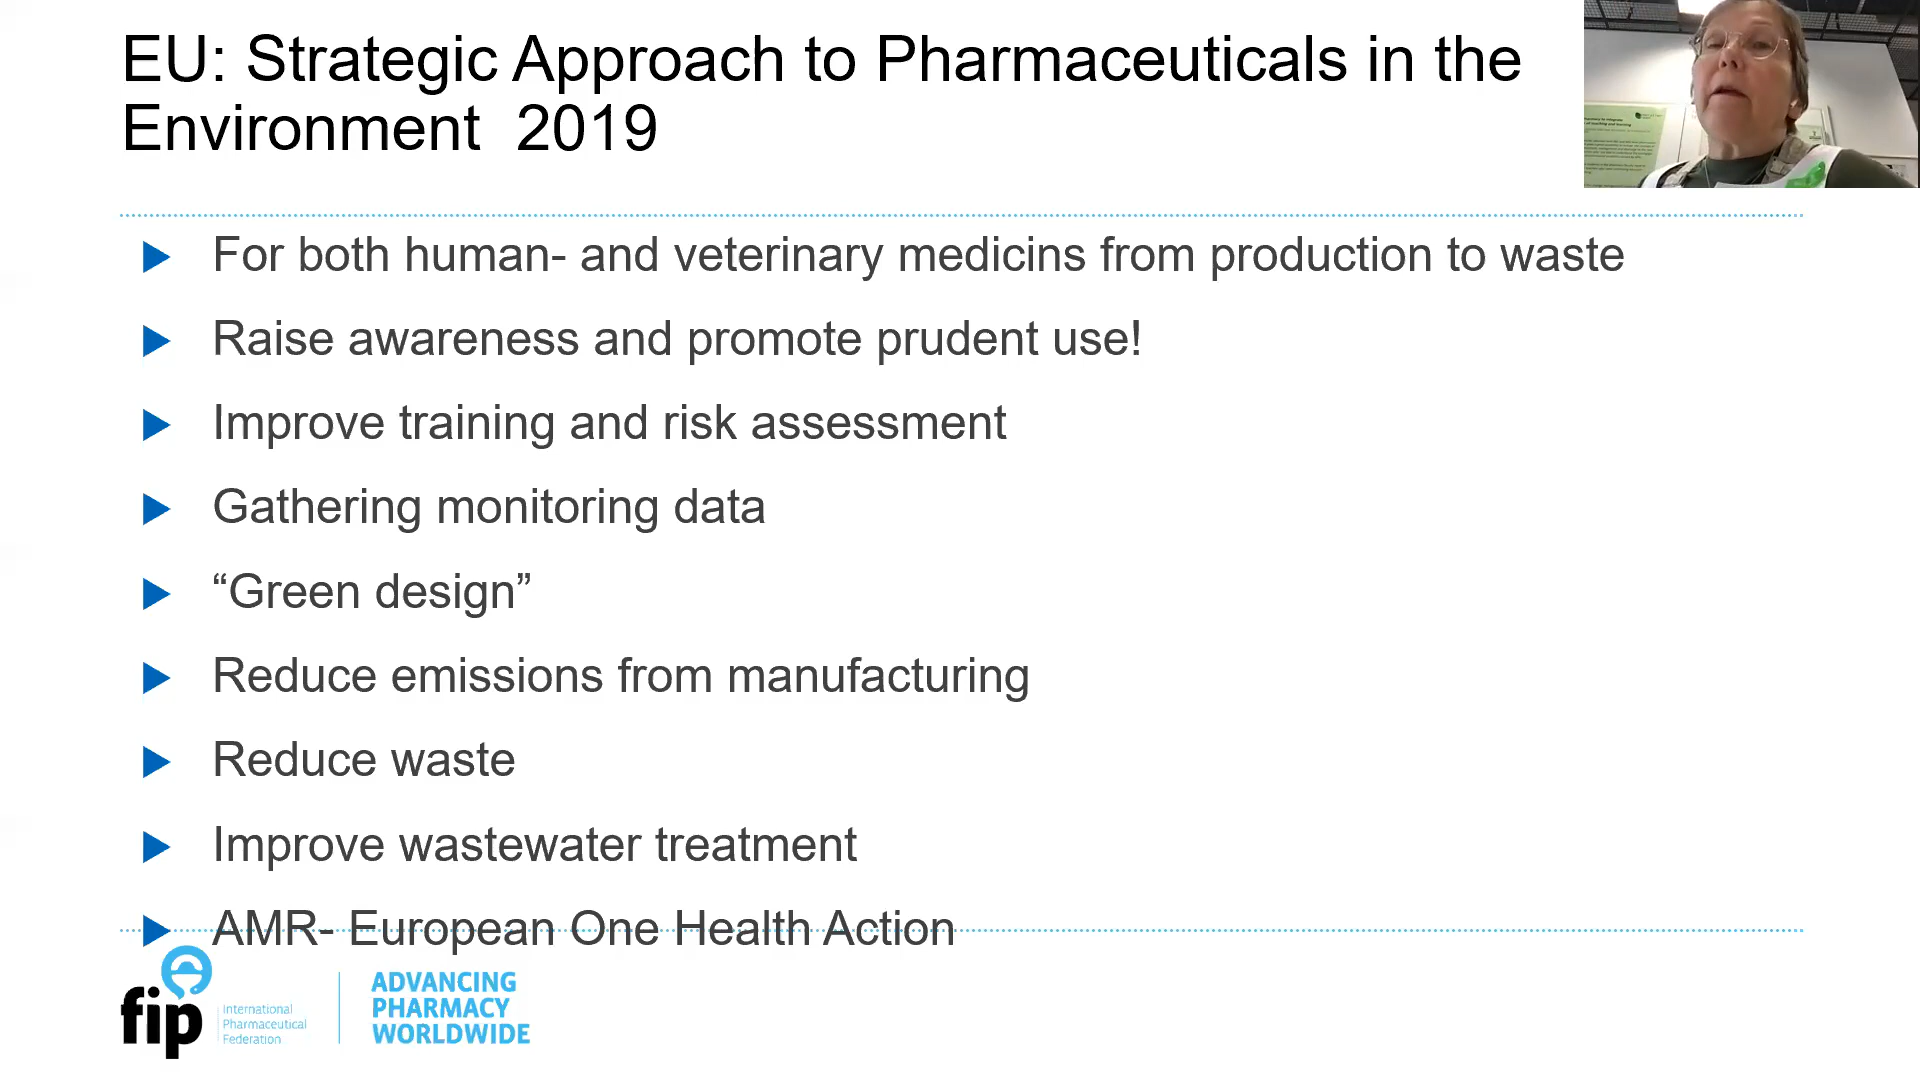 EU: Strategic Approach to Pharmaceuticals in the
Environment  2019
For both human- and veterinary medicins from production to waste
Raise awareness and promote prudent use!
Improve training and risk assessment
Gathering monitoring data
“Green design”
Reduce emissions from manufacturing
Reduce waste
Improve wastewater treatment
AMR- European One Health Action
fip
International
Pharmaceutical
Federation
ADVANCING
PHARMACY
WORLDWIDE